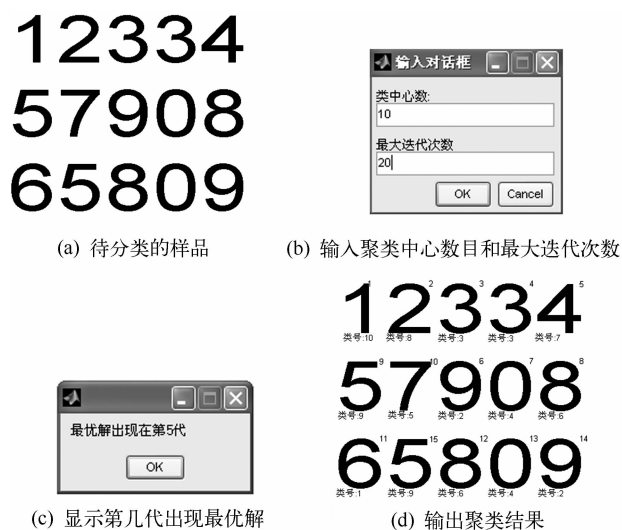 12334
57908
65809
(a) 待分类的样品
输入对话框
类中心数:
10
最大迭代次数
20
OK Cancel
(b) 输入聚类中心数目和最大迭代次数
最优解出现在第5代
OK
(c) 显示第几代出现最优解
1 2 3 4 5
12334
类号:10 类号:8 类号:3 类号:3 类号:7
9 10 6 7 8
57908
类号:9 类号:5 类号:2 类号:4 类号:6
11 15 12 13 14
65809
类号:1 类号:9 类号:6 类号:4 类号:2
(d) 输出聚类结果